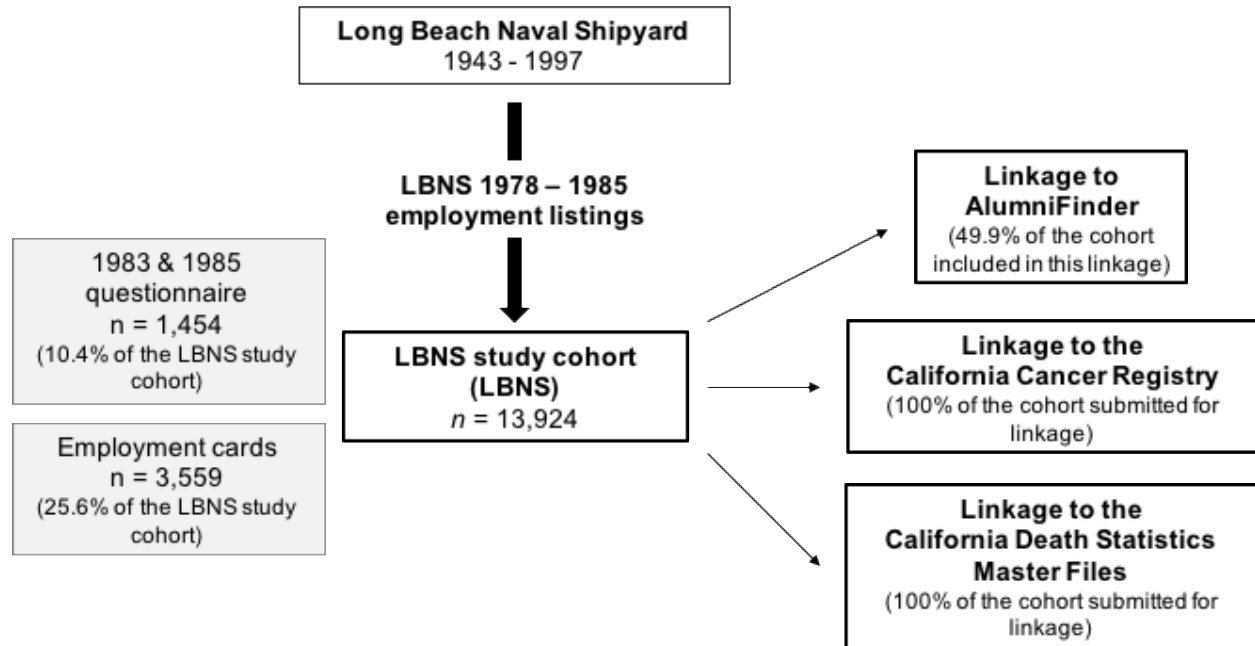 Long Beach Naval Shipyard
1943 - 1997
LBNS 1978 – 1985
employment listings
1983 & 1985
questionnaire
n = 1,454
(10.4% of the LBNS study
cohort)
Employment cards
n = 3,559
(25.6% of the LBNS study
cohort)
LBNS study cohort
(LBNS)
n = 13,924
Linkage to
AlumniFinder
(49.9% of the cohort
included in this linkage)
Linkage to the
California Cancer Registry
(100% of the cohort submitted for
linkage)
Linkage to the
California Death Statistics
Master Files
(100% of the cohort submitted for
linkage)